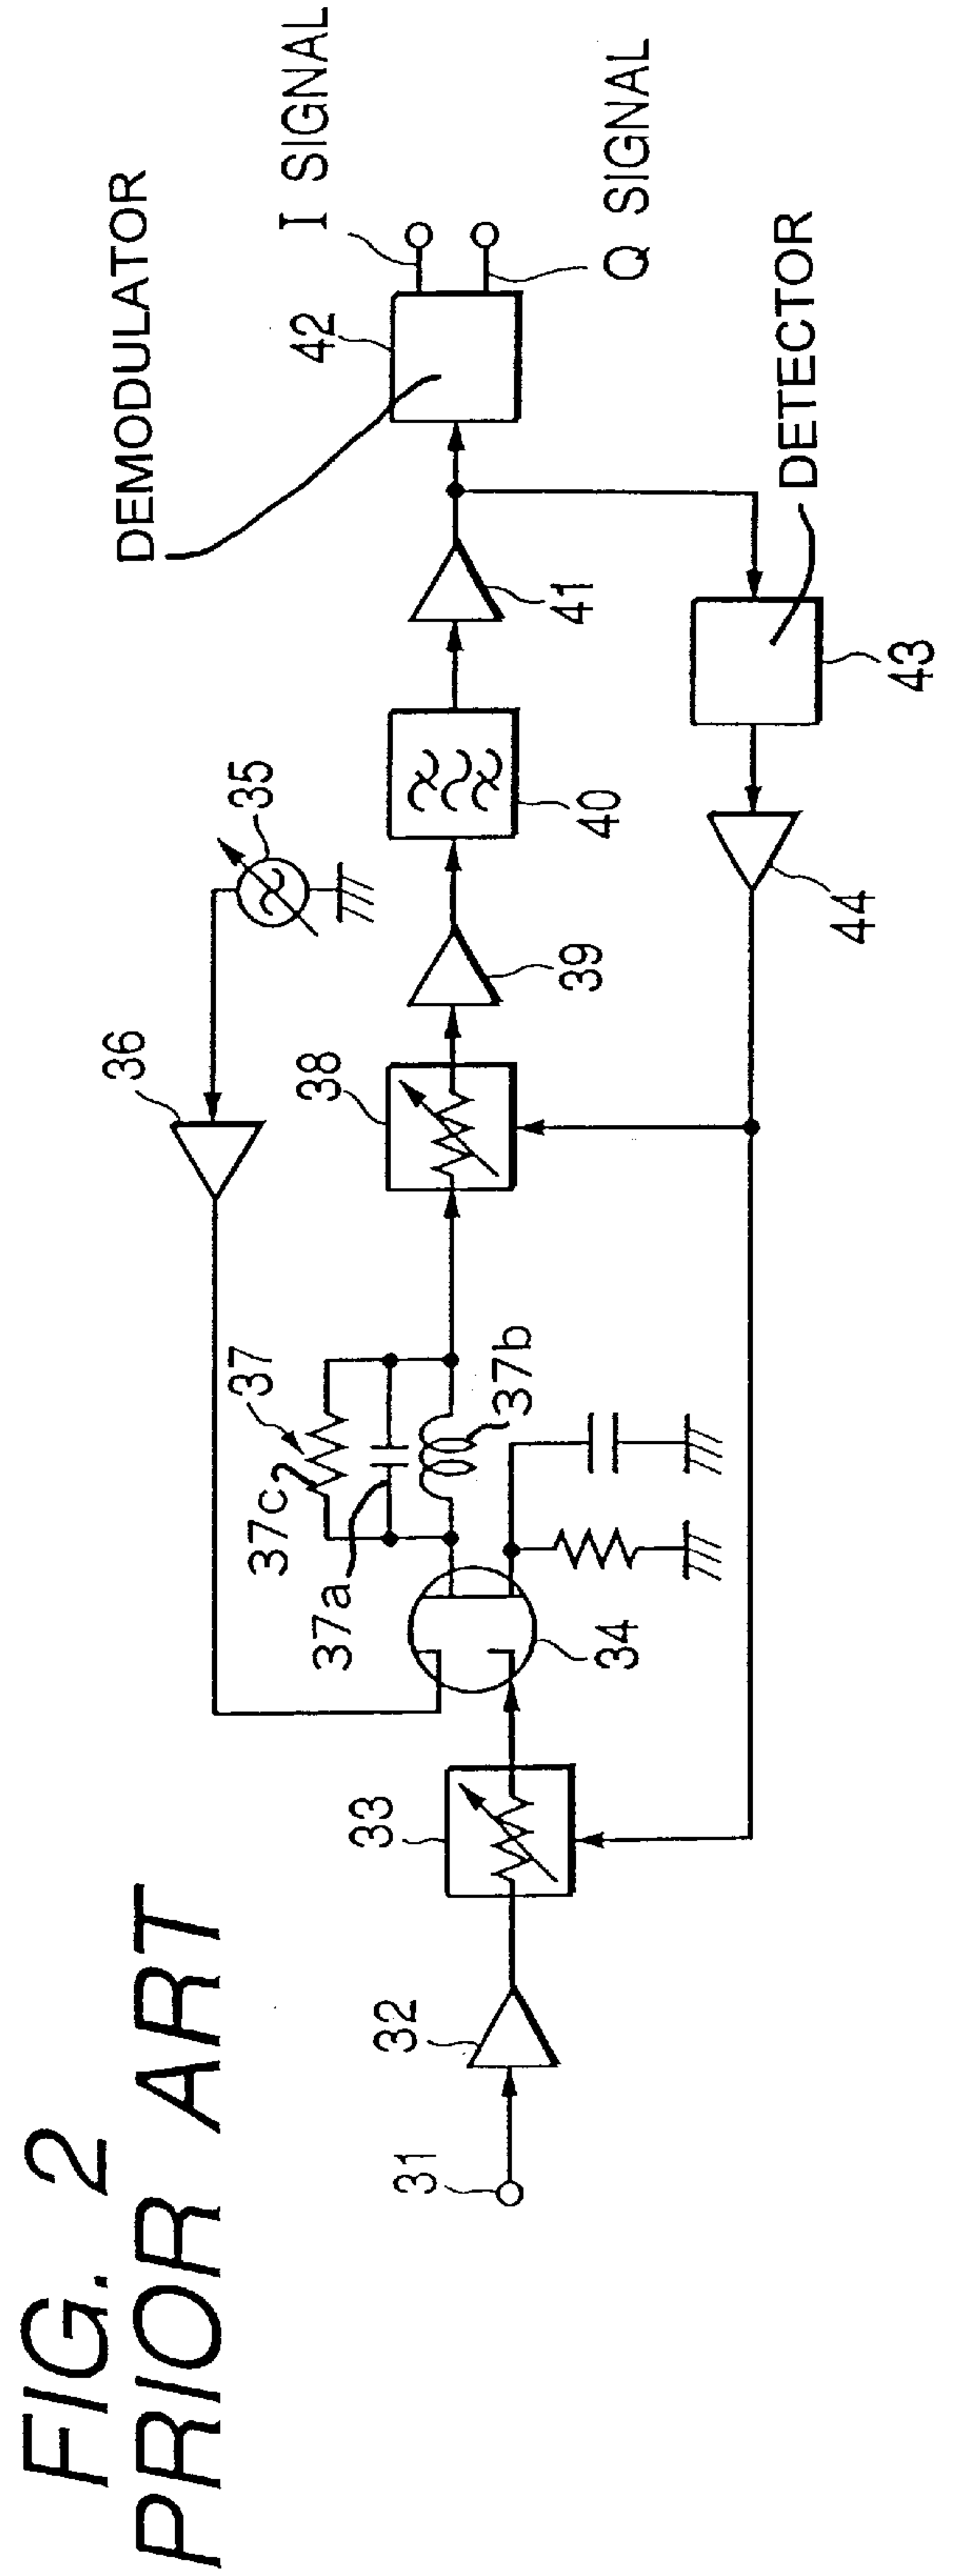 FIG. 2
PRIOR ART
31
32
33
34
35
36
37
37a
37b
37c
38
39
40
41
42
43
44
DEMODULATOR
DETECTOR
I SIGNAL
Q SIGNAL